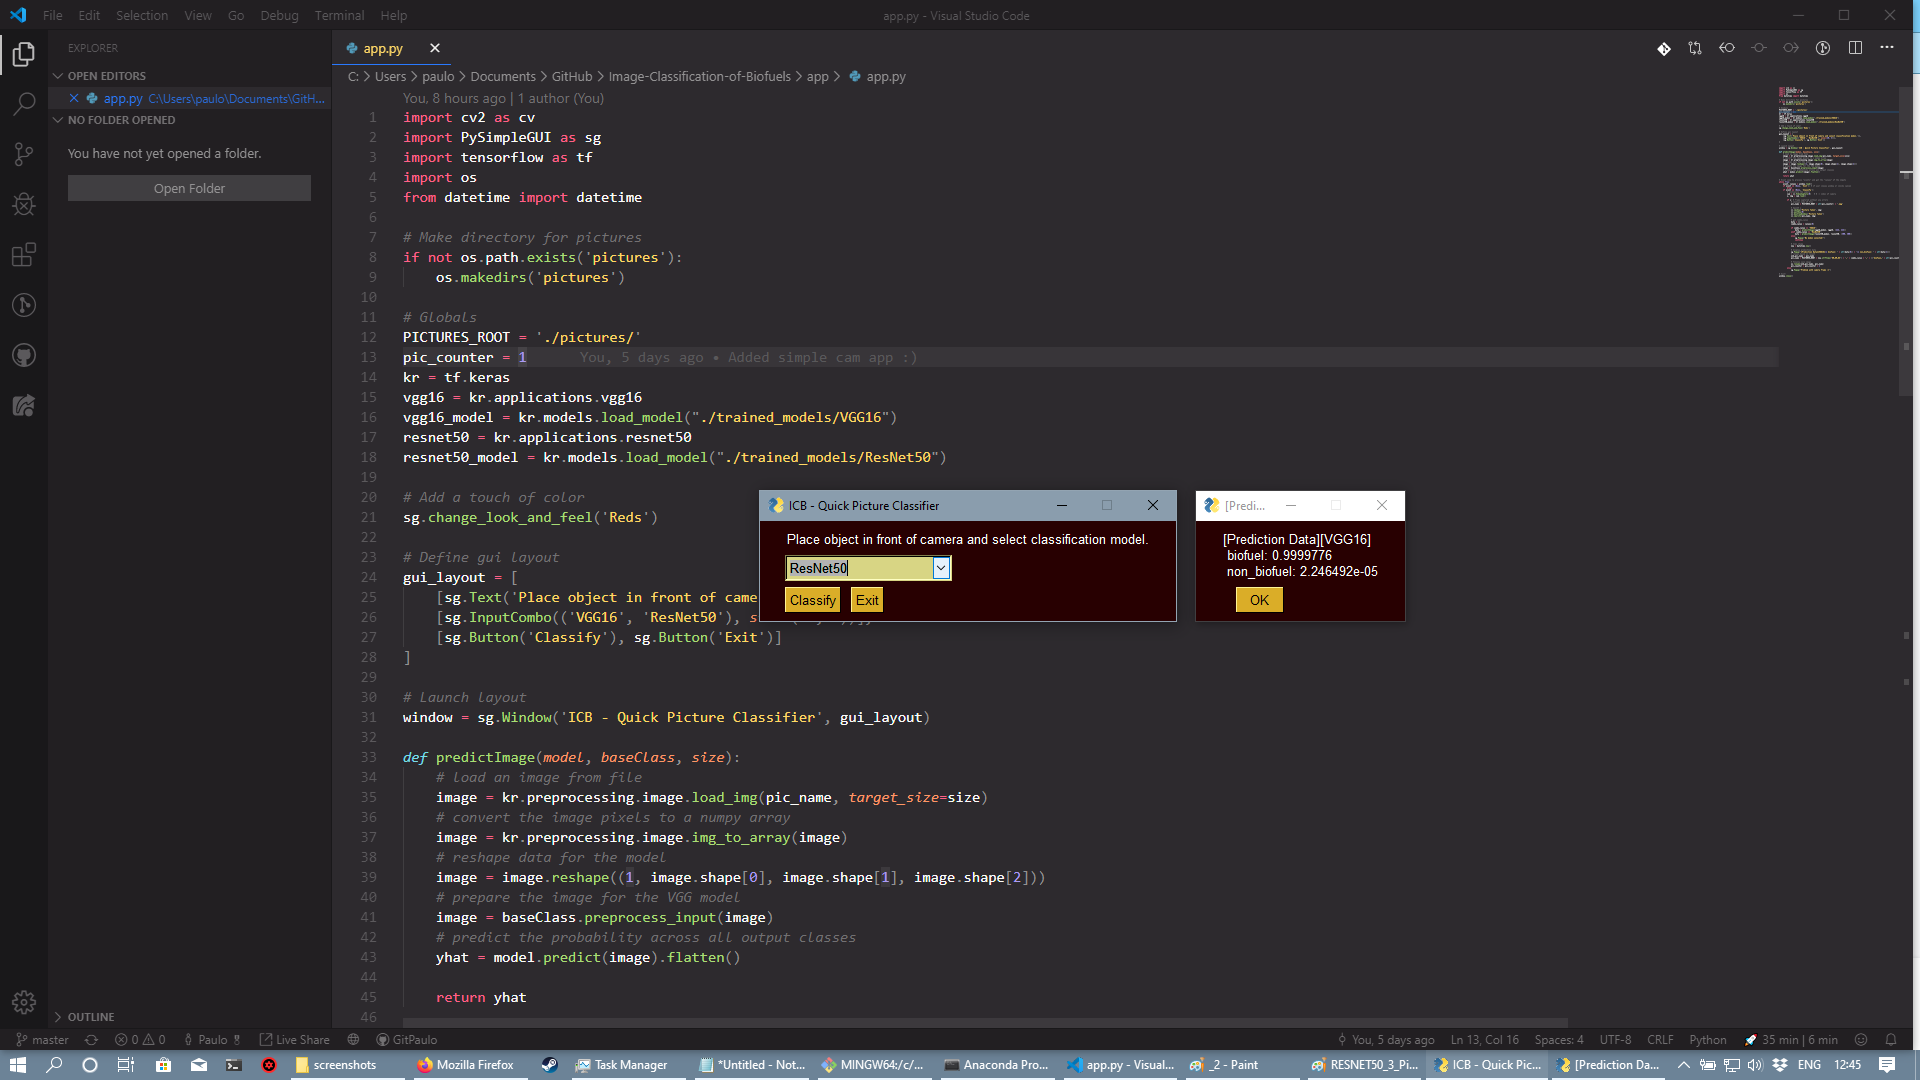 File Edit Selection View Go Debug Terminal Help
app.py - Visual Studio Code
EXPLORER
OPEN EDITORS
app.py C:\Users\paulo\Documents\GitH...
NO FOLDER OPENED
You have not yet opened a folder.
Open Folder
OUTLINE
app.py
C: > Users > paulo > Documents > GitHub > Image-Classification-of-Biofuels > app > app.py
You, 8 hours ago | 1 author (You)
1 import cv2 as cv
2 import PySimpleGUI as sg
3 import tensorflow as tf
4 import os
5 from datetime import datetime
6
7 # Make directory for pictures
8 if not os.path.exists('pictures'):
9 os.makedirs('pictures')
10
11 # Globals
12 PICTURES_ROOT = './pictures/'
13 pic_counter = 1 You, 5 days ago • Added simple cam app :)
14 kr = tf.keras
15 vgg16 = kr.applications.vgg16
16 vgg16_model = kr.models.load_model("./trained_models/VGG16")
17 resnet50 = kr.applications.resnet50
18 resnet50_model = kr.models.load_model("./trained_models/ResNet50")
19
20 # Add a touch of color
21 sg.change_look_and_feel('Reds')
22
23 # Define gui layout
24 gui_layout = [
25 [sg.Text('Place object in front of came
26 [sg.InputCombo(('VGG16', 'ResNet50'), s
27 [sg.Button('Classify'), sg.Button('Exit')]
28 ]
29
30 # Launch layout
31 window = sg.Window('ICB - Quick Picture Classifier', gui_layout)
32
33 def predictImage(model, baseClass, size):
34 # load an image from file
35 image = kr.preprocessing.image.load_img(pic_name, target_size=size)
36 # convert the image pixels to a numpy array
37 image = kr.preprocessing.image.img_to_array(image)
38 # reshape data for the model
39 image = image.reshape((1, image.shape[0], image.shape[1], image.shape[2]))
40 # prepare the image for the VGG model
41 image = baseClass.preprocess_input(image)
42 # predict the probability across all output classes
43 yhat = model.predict(image).flatten()
44
45 return yhat
46
ICB - Quick Picture Classifier
Place object in front of camera and select classification model.
ResNet50
Classify Exit
[Predi...
[Prediction Data][VGG16]
biofuel: 0.9999776
non_biofuel: 2.246492e-05
OK
master 0 0 Paulo Live Share GitPaulo You, 5 days ago Ln 13, Col 16 Spaces: 4 UTF-8 CRLF Python 35 min | 6 min
screenshots Mozilla Firefox Task Manager *Untitled - Not... MINGW64:/c/... Anaconda Pro... app.py - Visual... _2 - Paint RESNET50_3_Pi... ICB - Quick Pic... [Prediction Da... ENG 12:45